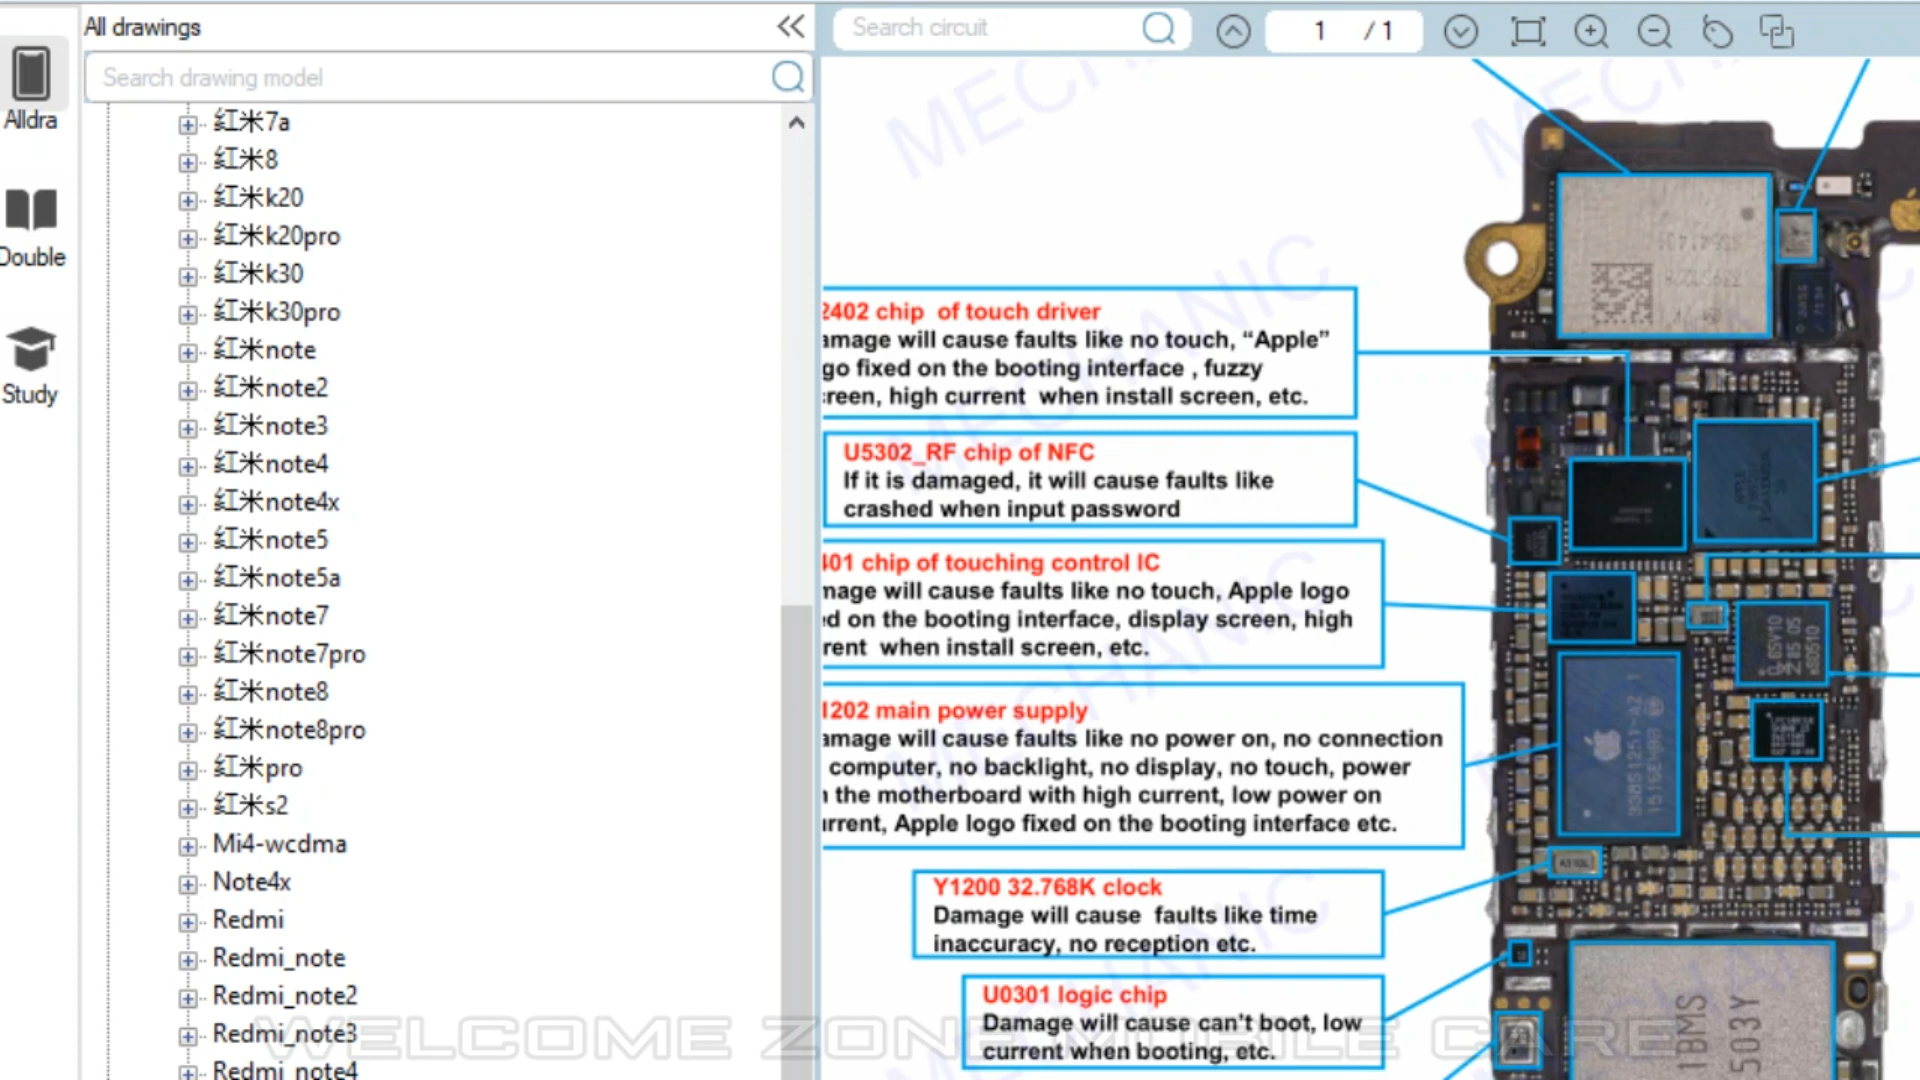 All drawings
Search drawing model
Alldra
Double
Study
红米7a
红米8
红米k20
红米k20pro
红米k30
红米k30pro
红米note
红米note2
红米note3
红米note4
红米note4x
红米note5
红米note5a
红米note7
红米note7pro
红米note8
红米note8pro
红米pro
红米s2
Mi4-wcdma
Note4x
Redmi
Redmi_note
Redmi_note2
Redmi_note3
Redmi_note4
Search circuit
1 / 1
MECHANIC
2402 chip of touch driver
amage will cause faults like no touch, “Apple”
go fixed on the booting interface , fuzzy
reen, high current when install screen, etc.
U5302_RF chip of NFC
If it is damaged, it will cause faults like
crashed when input password
401 chip of touching control IC
mage will cause faults like no touch, Apple logo
ed on the booting interface, display screen, high
rent when install screen, etc.
1202 main power supply
amage will cause faults like no power on, no connection
computer, no backlight, no display, no touch, power
n the motherboard with high current, low power on
urrent, Apple logo fixed on the booting interface etc.
Y1200 32.768K clock
Damage will cause faults like time
inaccuracy, no reception etc.
U0301 logic chip
Damage will cause can't boot, low
current when booting, etc.
338S1251-AZ
1BMS
503Y
WELCOME ZONE MOBILE CARE